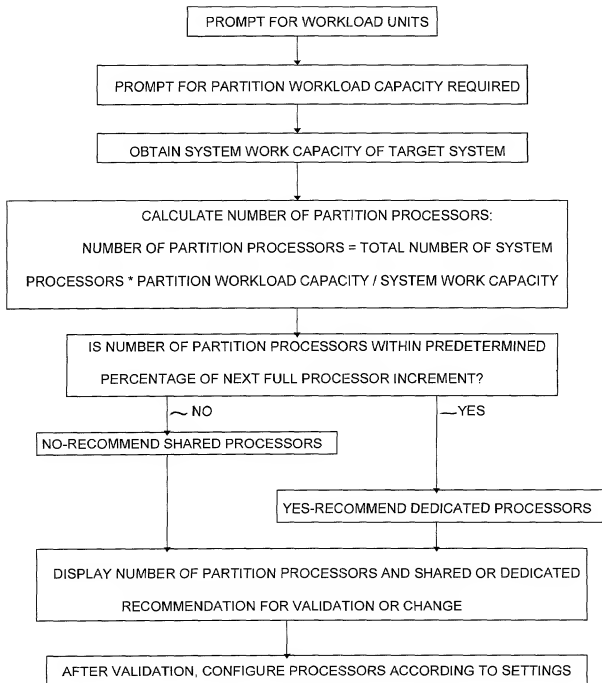 PROMPT FOR WORKLOAD UNITS
PROMPT FOR PARTITION WORKLOAD CAPACITY REQUIRED
OBTAIN SYSTEM WORK CAPACITY OF TARGET SYSTEM
CALCULATE NUMBER OF PARTITION PROCESSORS:
NUMBER OF PARTITION PROCESSORS = TOTAL NUMBER OF SYSTEM
PROCESSORS * PARTITION WORKLOAD CAPACITY / SYSTEM WORK CAPACITY
IS NUMBER OF PARTITION PROCESSORS WITHIN PREDETERMINED
PERCENTAGE OF NEXT FULL PROCESSOR INCREMENT?
NO
YES
NO-RECOMMEND SHARED PROCESSORS
YES-RECOMMEND DEDICATED PROCESSORS
DISPLAY NUMBER OF PARTITION PROCESSORS AND SHARED OR DEDICATED
RECOMMENDATION FOR VALIDATION OR CHANGE
AFTER VALIDATION, CONFIGURE PROCESSORS ACCORDING TO SETTINGS